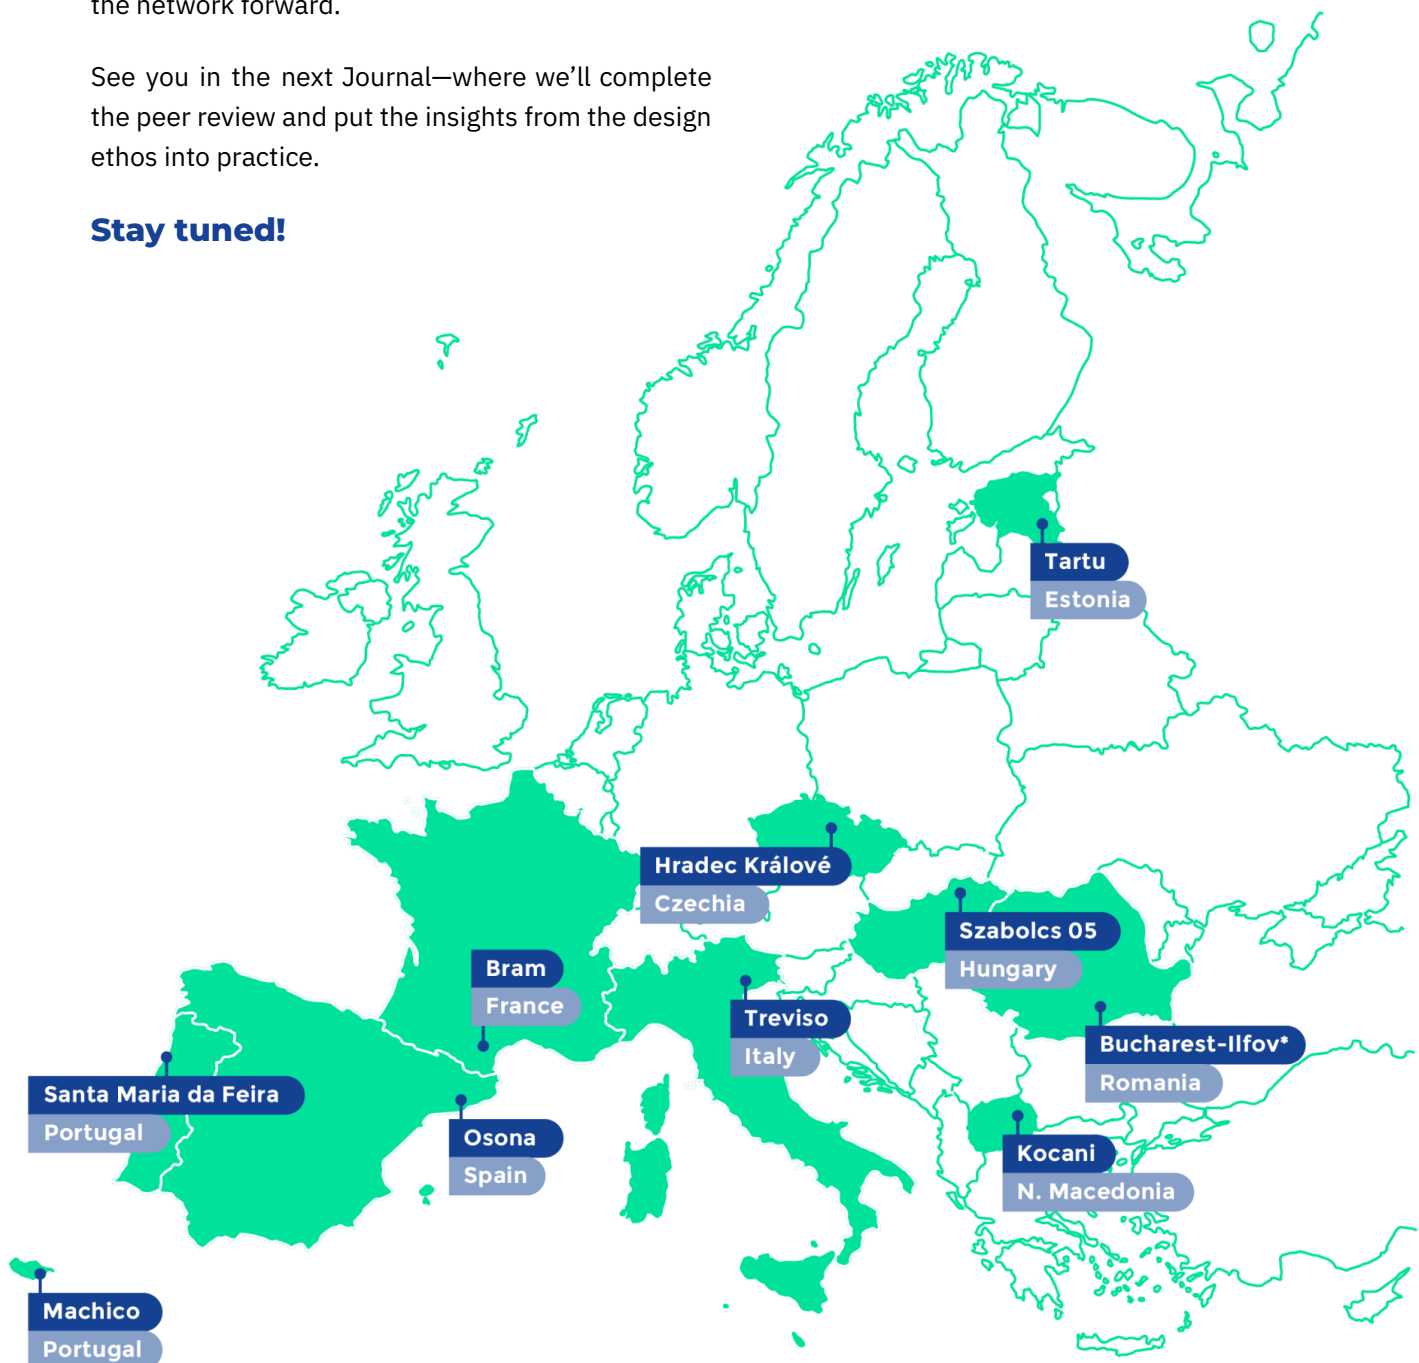 the network forward.
See you in the next Journal—where we’ll complete
the peer review and put the insights from the design
ethos into practice.
Stay tuned!
Tartu
Estonia
Hradec Králové
Czechia
Szabolcs 05
Hungary
Bram
France
Treviso
Italy
Bucharest-Ilfov*
Romania
Santa Maria da Feira
Portugal
Osona
Spain
Kocani
N. Macedonia
Machico
Portugal